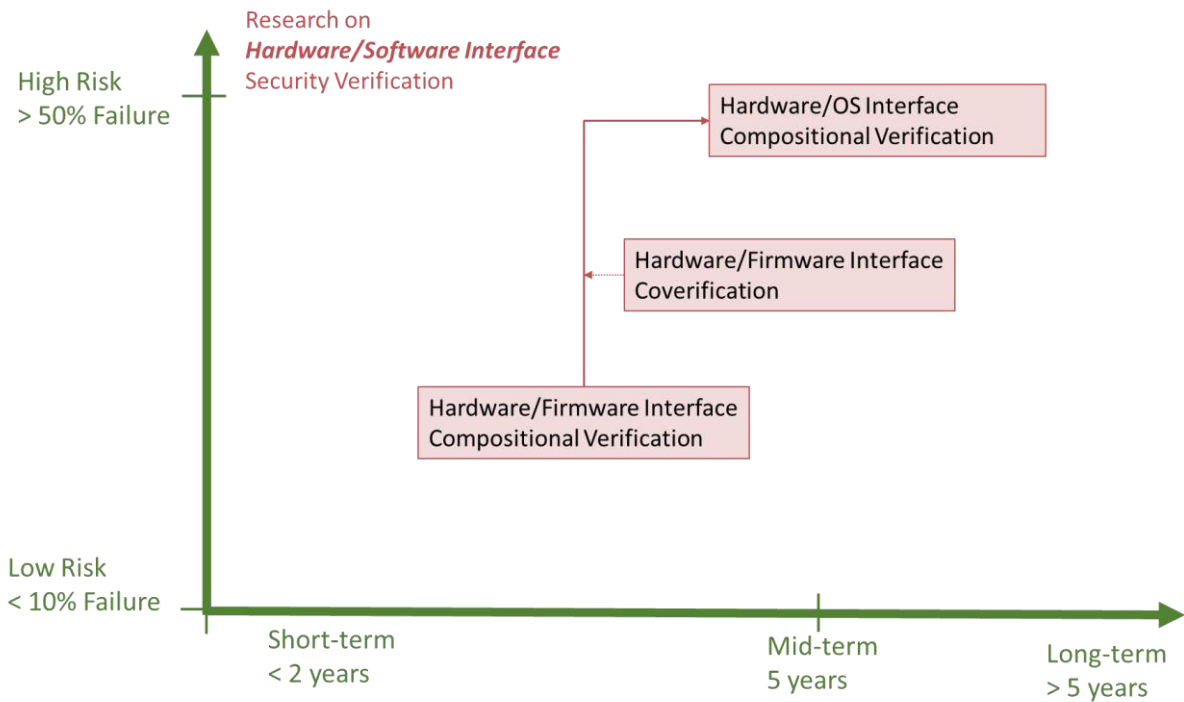 Research on
Hardware/Software Interface
Security Verification
High Risk
> 50% Failure
Hardware/OS Interface
Compositional Verification
Hardware/Firmware Interface
Coverification
Hardware/Firmware Interface
Compositional Verification
Low Risk
< 10% Failure
Short-term
< 2 years
Mid-term
5 years
Long-term
> 5 years